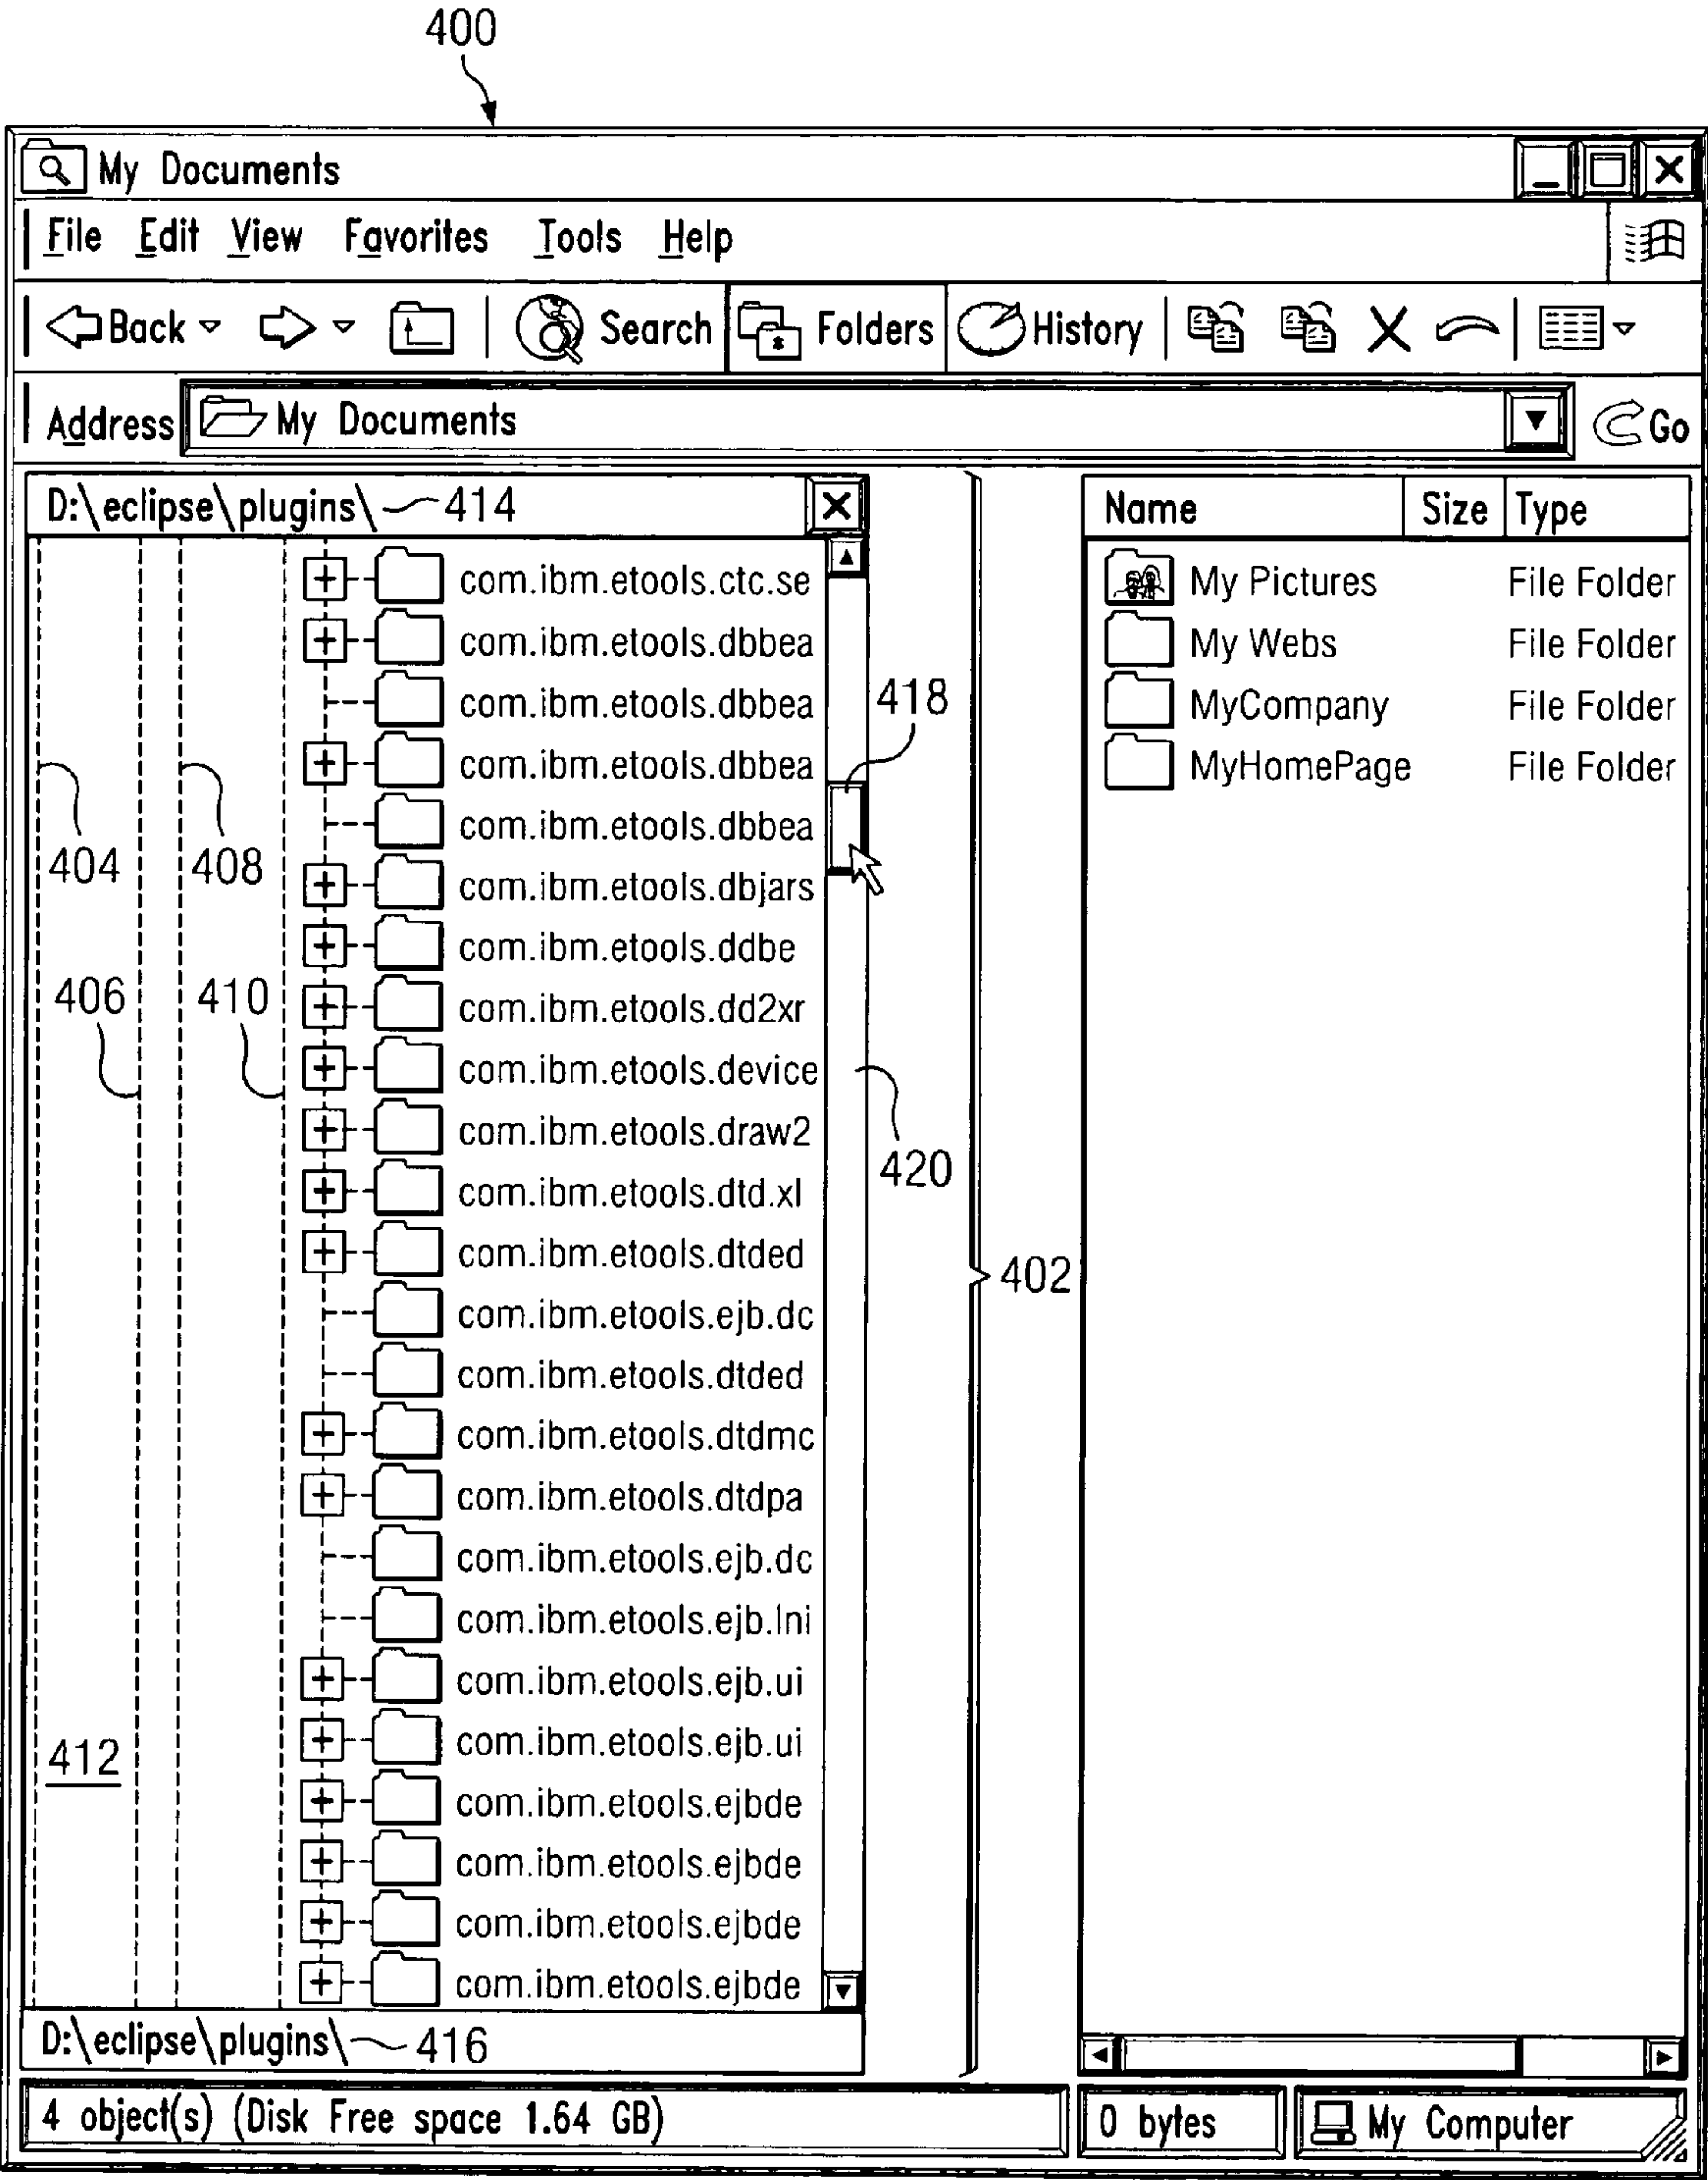 400
My Documents
File Edit View Favorites Tools Help
Back Search Folders History
Address My Documents Go
D:\eclipse\plugins\ 414
Name Size Type
com.ibm.etools.ctc.se
com.ibm.etools.dbbea
com.ibm.etools.dbbea
com.ibm.etools.dbbea
com.ibm.etools.dbbea
com.ibm.etools.dbjars
com.ibm.etools.ddbe
com.ibm.etools.dd2xr
com.ibm.etools.device
com.ibm.etools.draw2
com.ibm.etools.dtd.xl
com.ibm.etools.dtded
com.ibm.etools.ejb.dc
com.ibm.etools.dtded
com.ibm.etools.dtdmc
com.ibm.etools.dtdpa
com.ibm.etools.ejb.dc
com.ibm.etools.ejb.lni
com.ibm.etools.ejb.ui
com.ibm.etools.ejb.ui
com.ibm.etools.ejbde
com.ibm.etools.ejbde
com.ibm.etools.ejbde
com.ibm.etools.ejbde
404
408
406
410
412
418
420
402
My Pictures File Folder
My Webs File Folder
MyCompany File Folder
MyHomePage File Folder
D:\eclipse\plugins\ 416
4 object(s) (Disk Free space 1.64 GB)
0 bytes
My Computer